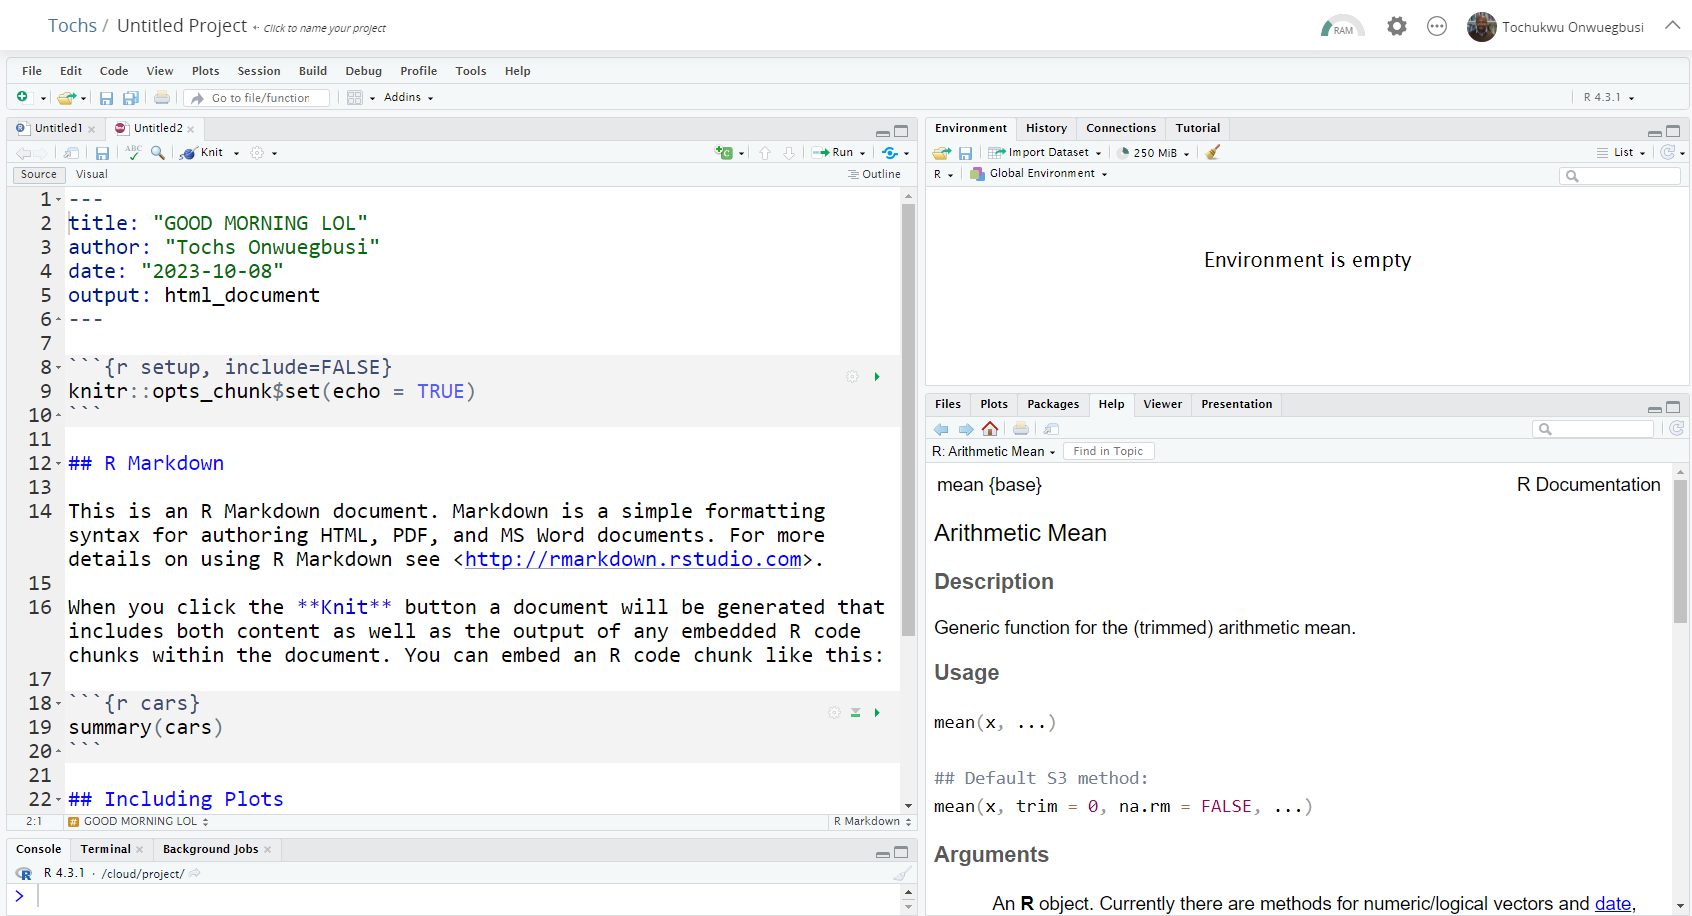 Tochs / Untitled Project ← Click to name your project
RAM
Tochukwu Onwuegbusi
File Edit Code View Plots Session Build Debug Profile Tools Help
Go to file/function Addins
R 4.3.1
Untitled1 Untitled2
ABC Knit Run
Source Visual Outline
1 ---
2 title: "GOOD MORNING LOL"
3 author: "Tochs Onwuegbusi"
4 date: "2023-10-08"
5 output: html_document
6 ---
7
8 ```{r setup, include=FALSE}
9 knitr::opts_chunk$set(echo = TRUE)
10 ```
11
12 ## R Markdown
13
14 This is an R Markdown document. Markdown is a simple formatting
syntax for authoring HTML, PDF, and MS Word documents. For more
details on using R Markdown see <http://rmarkdown.rstudio.com>.
15
16 When you click the **Knit** button a document will be generated that
includes both content as well as the output of any embedded R code
chunks within the document. You can embed an R code chunk like this:
17
18 ```{r cars}
19 summary(cars)
20 ```
21
22 ## Including Plots
2:1 # GOOD MORNING LOL R Markdown
Console Terminal Background Jobs
R R 4.3.1 · /cloud/project/
>
Environment History Connections Tutorial
Import Dataset 250 MiB List
R Global Environment
Environment is empty
Files Plots Packages Help Viewer Presentation
R: Arithmetic Mean Find in Topic
mean {base} R Documentation
Arithmetic Mean
Description
Generic function for the (trimmed) arithmetic mean.
Usage
mean(x, ...)
## Default S3 method:
mean(x, trim = 0, na.rm = FALSE, ...)
Arguments
An R object. Currently there are methods for numeric/logical vectors and date,